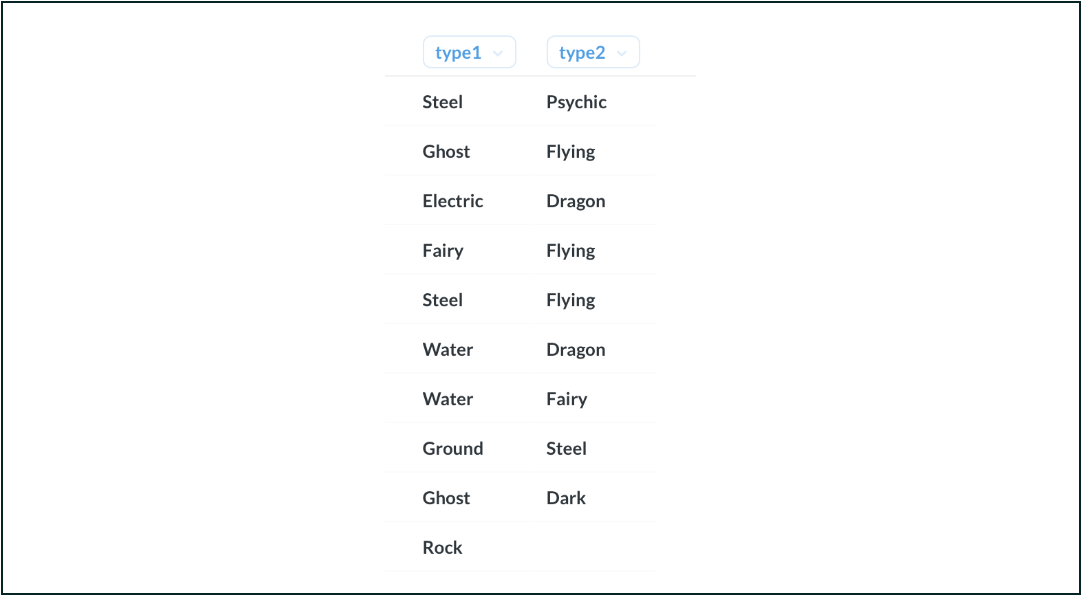 type1 type2
Steel Psychic
Ghost Flying
Electric Dragon
Fairy Flying
Steel Flying
Water Dragon
Water Fairy
Ground Steel
Ghost Dark
Rock